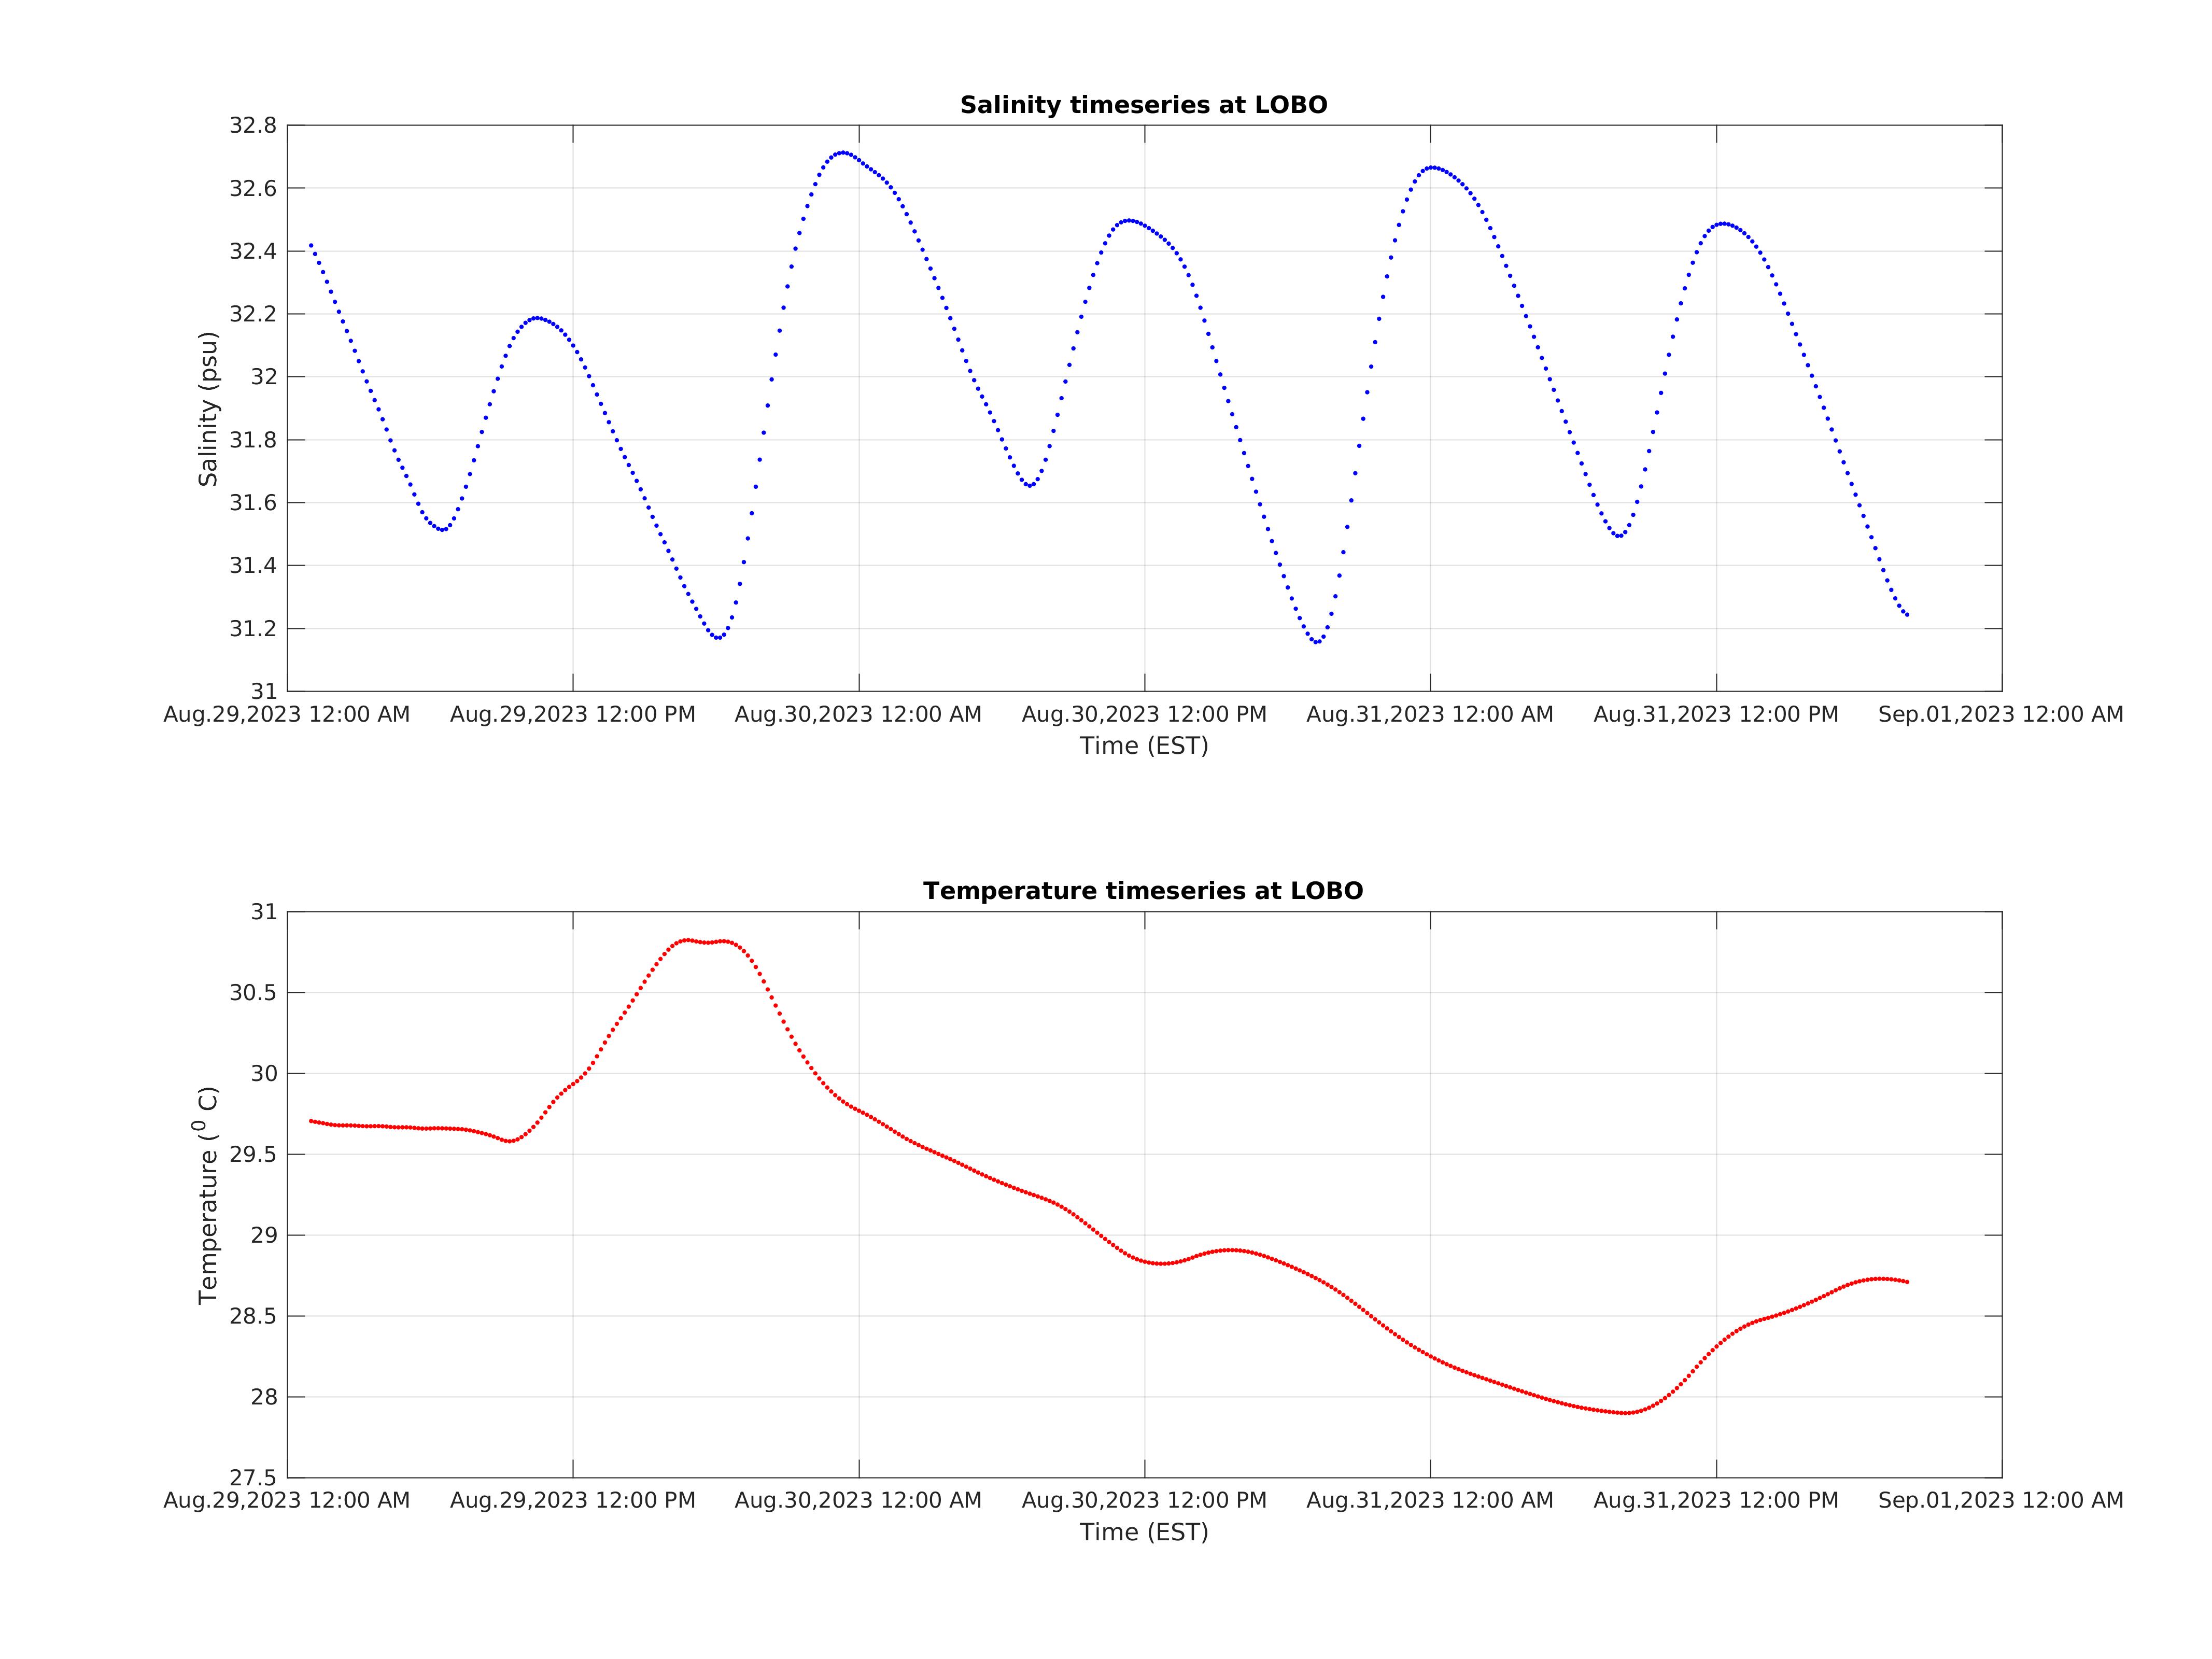 Salinity timeseries at LOBO
32.8
32.6
32.4
32.2
32
31.8
31.6
31.4
31.2
31
Salinity (psu)
Aug.29,2023 12:00 AM Aug.29,2023 12:00 PM Aug.30,2023 12:00 AM Aug.30,2023 12:00 PM Aug.31,2023 12:00 AM Aug.31,2023 12:00 PM Sep.01,2023 12:00 AM
Time (EST)
Temperature timeseries at LOBO
31
30.5
30
29.5
29
28.5
28
27.5
Temperature (⁰ C)
Aug.29,2023 12:00 AM Aug.29,2023 12:00 PM Aug.30,2023 12:00 AM Aug.30,2023 12:00 PM Aug.31,2023 12:00 AM Aug.31,2023 12:00 PM Sep.01,2023 12:00 AM
Time (EST)